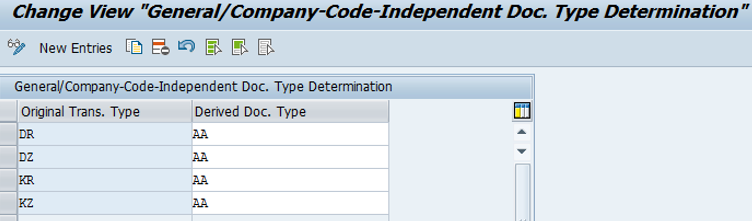 Change View "General/Company-Code-Independent Doc. Type Determination"
New Entries
General/Company-Code-Independent Doc. Type Determination
Original Trans. Type Derived Doc. Type
DR AA
DZ AA
KR AA
KZ AA